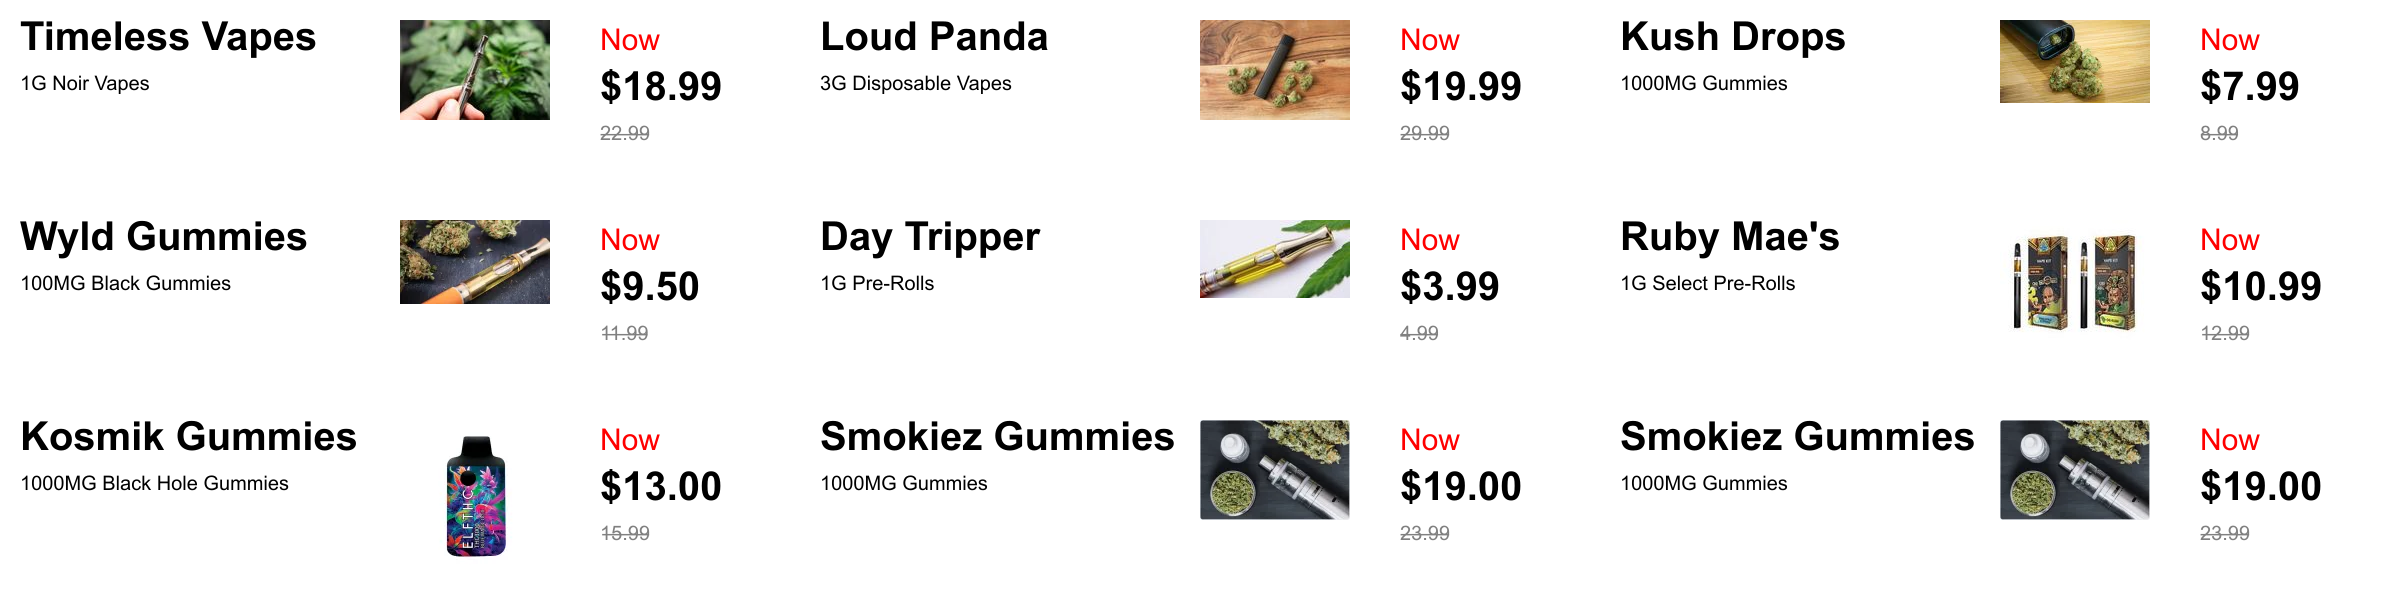 Timeless Vapes
1G Noir Vapes
Now
$18.99
22.99
Loud Panda
3G Disposable Vapes
Now
$19.99
29.99
Kush Drops
1000MG Gummies
Now
$7.99
8.99
Wyld Gummies
100MG Black Gummies
Now
$9.50
11.99
Day Tripper
1G Pre-Rolls
Now
$3.99
4.99
Ruby Mae's
1G Select Pre-Rolls
Now
$10.99
12.99
Kosmik Gummies
1000MG Black Hole Gummies
ELFTHC
Now
$13.00
15.99
Smokiez Gummies
1000MG Gummies
Now
$19.00
23.99
Smokiez Gummies
1000MG Gummies
Now
$19.00
23.99